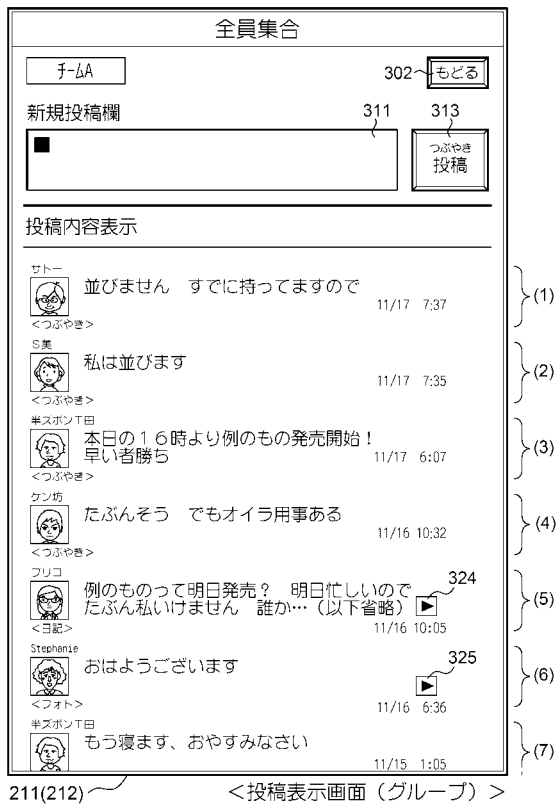 全員集合
チームA
302
もどる
新規投稿欄
311
313
つぶやき
投稿
投稿内容表示
サトー
並びません　すでに持ってますので
11/17 7:37
<つぶやき>
(1)
S美
私は並びます
11/17 7:35
<つぶやき>
(2)
半ズボンT田
本日の16時より例のもの発売開始！
早い者勝ち
11/17 6:07
<つぶやき>
(3)
ケン坊
たぶんそう　でもオイラ用事ある
11/16 10:32
<つぶやき>
(4)
フリコ
324
例のものって明日発売？　明日忙しいので
たぶん私いけません　誰か…（以下省略）
11/16 10:05
<日記>
(5)
Stephanie
325
おはようございます
11/16 6:36
<フォト>
(6)
半ズボンT田
もう寝ます、おやすみなさい
11/15 1:05
(7)
211(212)
<投稿表示画面（グループ）>